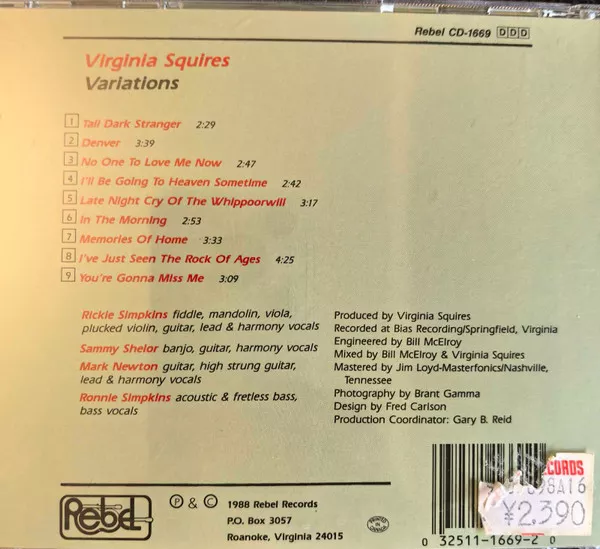 Rebel CD-1669 DDD
Virginia Squires
Variations
1 Tall Dark Stranger 2:29
2 Denver 3:39
3 No One To Love Me Now 2:47
4 I'll Be Going To Heaven Sometime 2:42
5 Late Night Cry Of The Whippoorwill 3:17
6 In The Morning 2:53
7 Memories Of Home 3:33
8 I've Just Seen The Rock Of Ages 4:25
9 You're Gonna Miss Me 3:09
Rickie Simpkins fiddle, mandolin, viola,
plucked violin, guitar, lead & harmony vocals
Sammy Shelor banjo, guitar, harmony vocals
Mark Newton guitar, high strung guitar,
lead & harmony vocals
Ronnie Simpkins acoustic & fretless bass,
bass vocals
Produced by Virginia Squires
Recorded at Bias Recording/Springfield, Virginia
Engineered by Bill McElroy
Mixed by Bill McElroy & Virginia Squires
Mastered by Jim Loyd-Masterfonics/Nashville,
Tennessee
Photography by Brant Gamma
Design by Fred Carlson
Production Coordinator: Gary B. Reid
Rebel
℗ & © 1988 Rebel Records
P.O. Box 3057
Roanoke, Virginia 24015
¥2,390
0 32511-1669-2 0